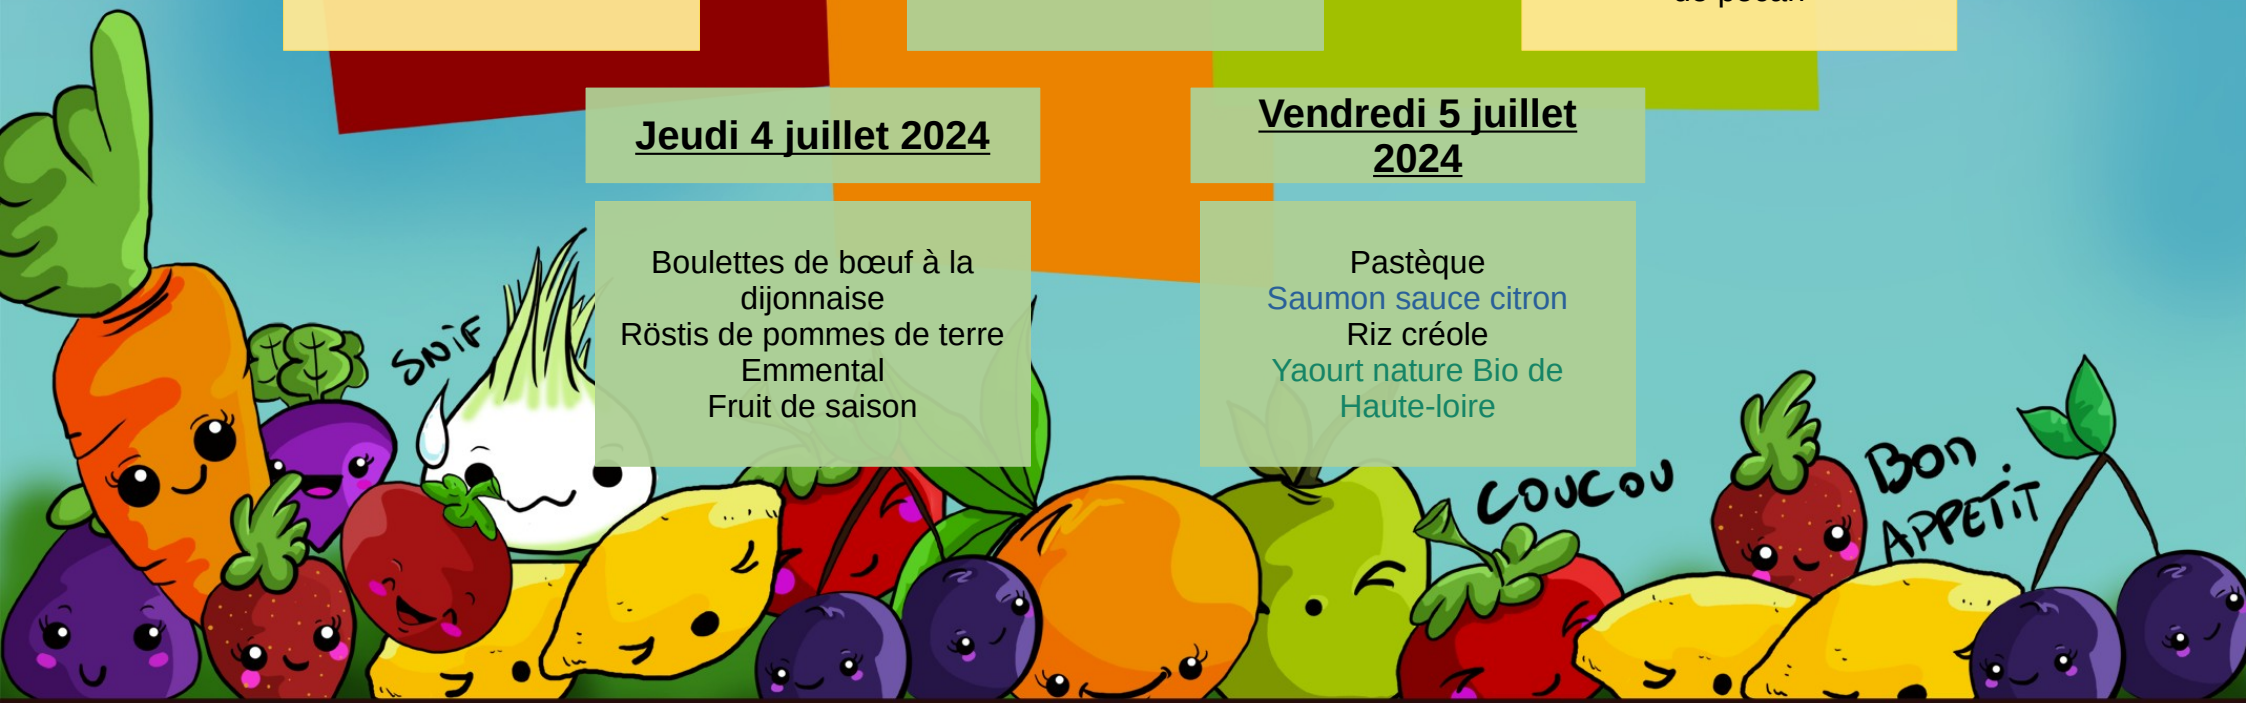 de pécan
Jeudi 4 juillet 2024
Vendredi 5 juillet
2024
Boulettes de bœuf à la
dijonnaise
Röstis de pommes de terre
Emmental
Fruit de saison
Pastèque
Saumon sauce citron
Riz créole
Yaourt nature Bio de
Haute-loire
SNIF
COUCOU
BON
APPETIT